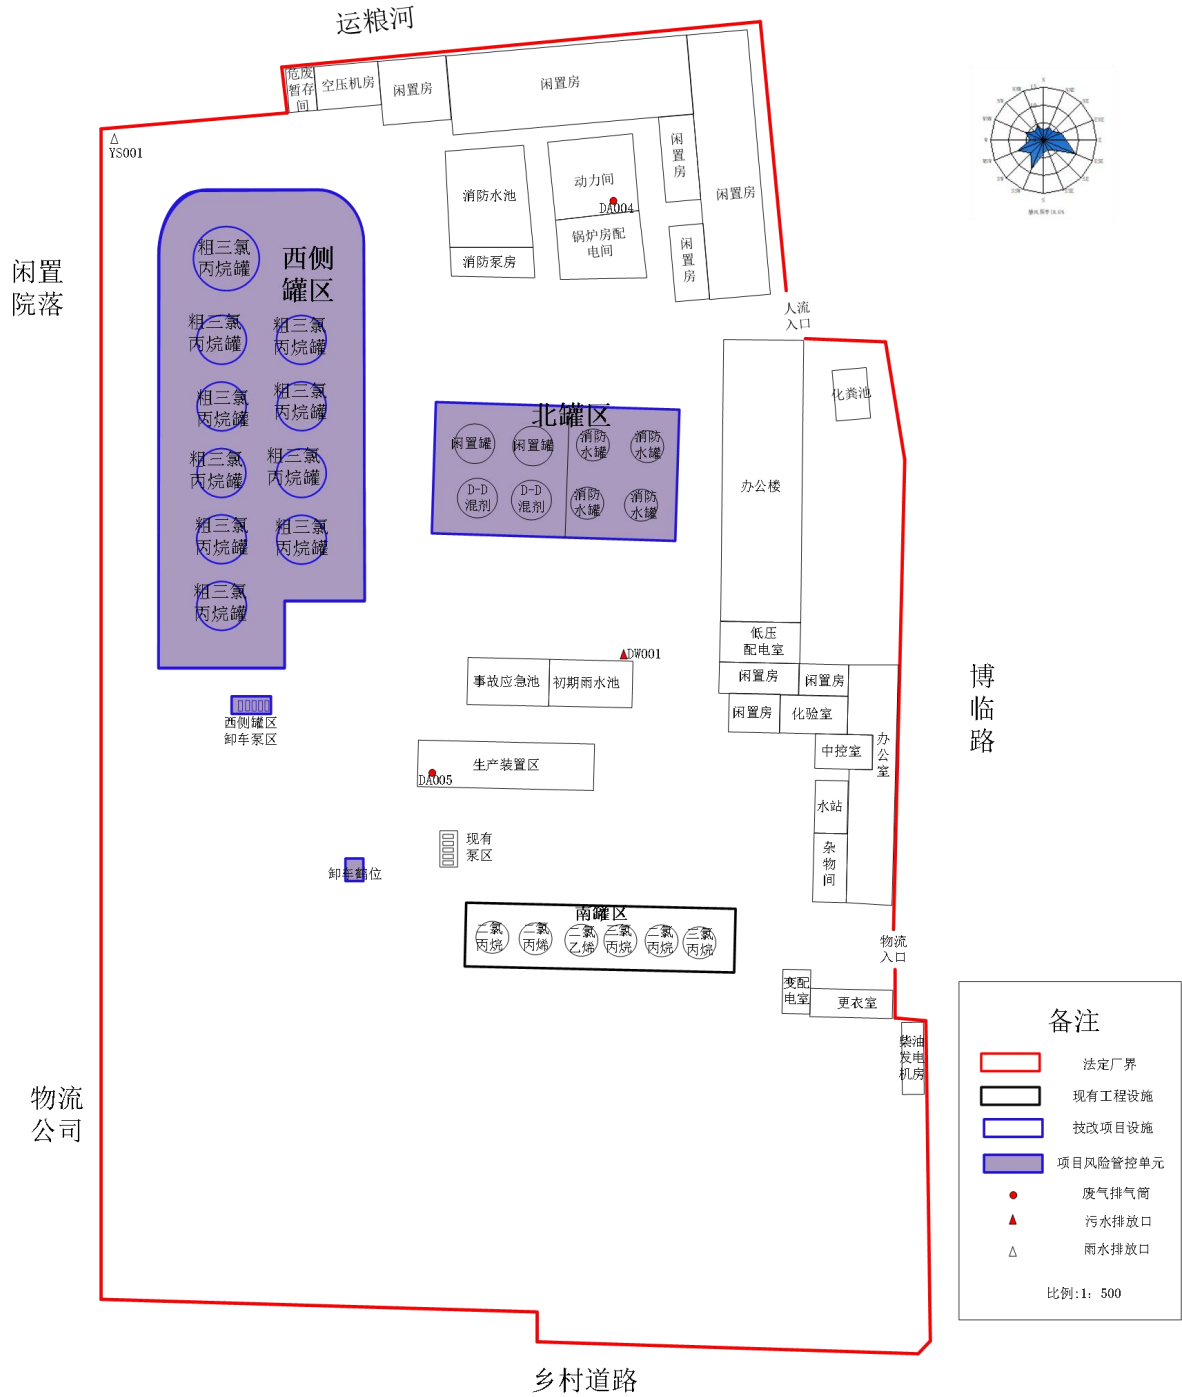 运粮河
危废
暂存
间
空压机房
闲置房
闲置房
YS001
消防水池
消防泵房
动力间
DA004
锅炉房配
电间
闲
置
房
闲
置
房
闲置房
N
E
S
W
人流
入口
闲置
院落
西侧
罐区
粗三氯
丙烷罐
粗三氯
丙烷罐
粗三氯
丙烷罐
粗三氯
丙烷罐
粗三氯
丙烷罐
粗三氯
丙烷罐
粗三氯
丙烷罐
粗三氯
丙烷罐
粗三氯
丙烷罐
粗三氯
丙烷罐
北罐区
闲置罐
闲置罐
消防
水罐
消防
水罐
D-D
混剂
D-D
混剂
消防
水罐
消防
水罐
化粪池
办公楼
低压
配电室
闲置房
闲置房
闲置房
化验室
中控室
办
公
室
水站
杂
物
间
博
临
路
DW001
事故应急池
初期雨水池
西侧罐区
卸车泵区
生产装置区
DA005
现有
泵区
卸车鹤位
南罐区
二氯
丙烷
二氯
丙烯
二氯
乙烯
三氯
丙烷
二氯
丙烷
三氯
丙烷
物流
入口
变配
电室
更衣室
柴油
发电
机房
物流
公司
乡村道路
备注
法定厂界
现有工程设施
技改项目设施
项目风险管控单元
废气排气筒
污水排放口
雨水排放口
比例:1: 500